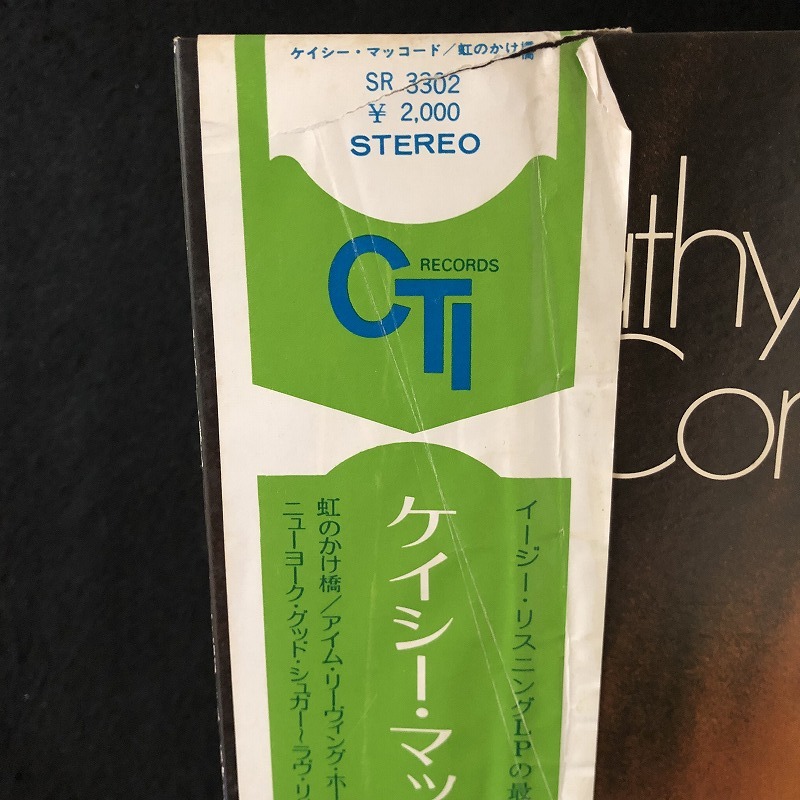 ケイシー・マッコード/虹のかけ橋
SR 3302
¥ 2,000
STEREO
CTI RECORDS
イージー・リスニングLPの最
ケイシー・マッ
虹のかけ橋/アイム・リーヴィング・ホー
ニューヨーク・グッド・シュガー〜ラヴ・リ
athy
Cor